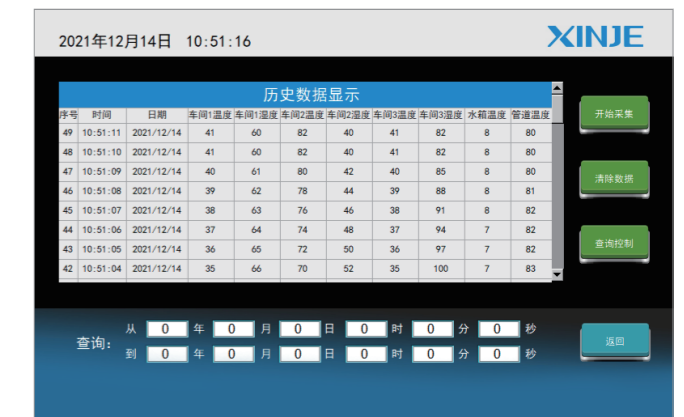 2021年12月14日 10:51:16 XINJE
历史数据显示
序号 时间 日期 车间1温度 车间1湿度 车间2温度 车间2湿度 车间3温度 车间3湿度 水箱温度 管道温度
49 10:51:11 2021/12/14 41 60 82 40 41 82 8 80
48 10:51:10 2021/12/14 41 60 82 40 41 82 8 80
47 10:51:09 2021/12/14 40 61 80 42 40 85 8 80
46 10:51:08 2021/12/14 39 62 78 44 39 88 8 81
45 10:51:07 2021/12/14 38 63 76 46 38 91 8 82
44 10:51:06 2021/12/14 37 64 74 48 37 94 7 82
43 10:51:05 2021/12/14 36 65 72 50 36 97 7 82
42 10:51:04 2021/12/14 35 66 70 52 35 100 7 83
开始采集
清除数据
查询控制
查询:
从 0 年 0 月 0 日 0 时 0 分 0 秒
到 0 年 0 月 0 日 0 时 0 分 0 秒
返回